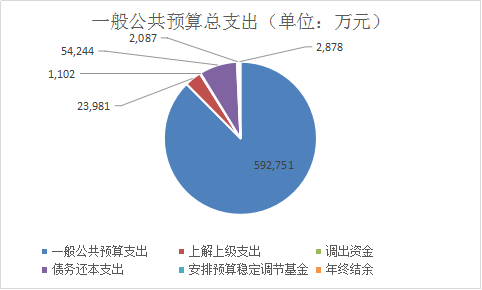 一般公共预算总支出（单位：万元）
2,087
2,878
54,244
1,102
23,981
592,751
一般公共预算支出 上解上级支出 调出资金
债务还本支出 安排预算稳定调节基金 年终结余